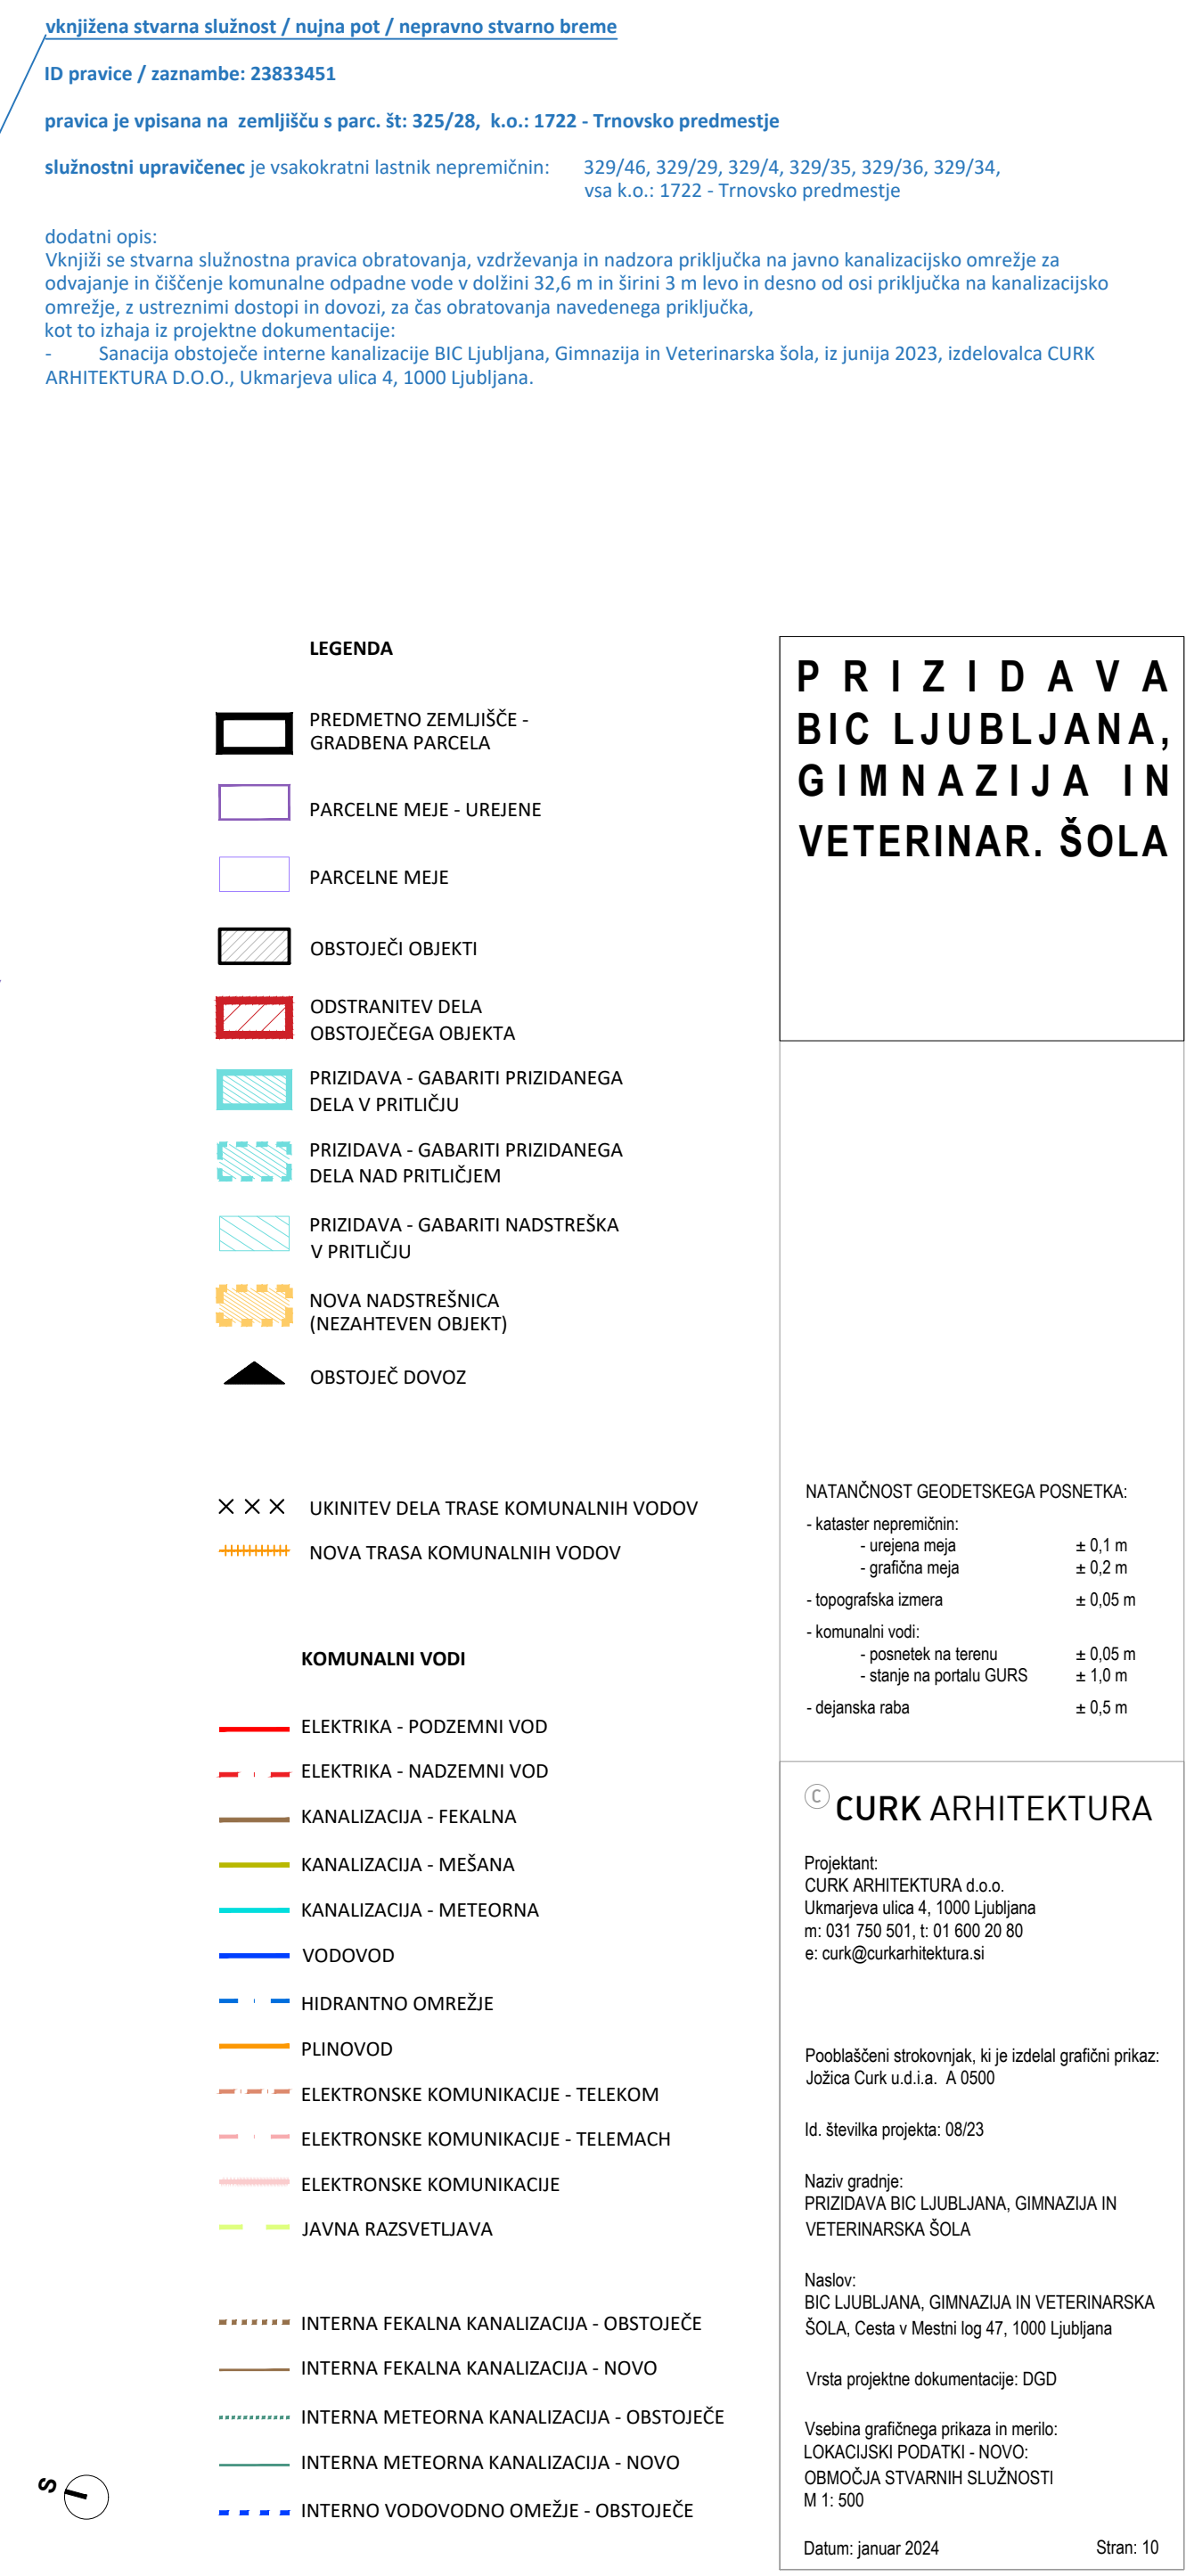 vknjižena stvarna služnost / nujna pot / nepravno stvarno breme
ID pravice / zaznambe: 23833451
pravica je vpisana na zemljišču s parc. št: 325/28, k.o.: 1722 - Trnovsko predmestje
služnostni upravičenec je vsakokratni lastnik nepremičnin: 329/46, 329/29, 329/4, 329/35, 329/36, 329/34,
vsa k.o.: 1722 - Trnovsko predmestje
dodatni opis:
Vknjiži se stvarna služnostna pravica obratovanja, vzdrževanja in nadzora priključka na javno kanalizacijsko omrežje za
odvajanje in čiščenje komunalne odpadne vode v dolžini 32,6 m in širini 3 m levo in desno od osi priključka na kanalizacijsko
omrežje, z ustreznimi dostopi in dovozi, za čas obratovanja navedenega priključka,
kot to izhaja iz projektne dokumentacije:
- Sanacija obstoječe interne kanalizacije BIC Ljubljana, Gimnazija in Veterinarska šola, iz junija 2023, izdelovalca CURK
ARHITEKTURA D.O.O., Ukmarjeva ulica 4, 1000 Ljubljana.
LEGENDA
PREDMETNO ZEMLJIŠČE -
GRADBENA PARCELA
PARCELNE MEJE - UREJENE
PARCELNE MEJE
OBSTOJEČI OBJEKTI
ODSTRANITEV DELA
OBSTOJEČEGA OBJEKTA
PRIZIDAVA - GABARITI PRIZIDANEGA
DELA V PRITLIČJU
PRIZIDAVA - GABARITI PRIZIDANEGA
DELA NAD PRITLIČJEM
PRIZIDAVA - GABARITI NADSTREŠKA
V PRITLIČJU
NOVA NADSTREŠNICA
(NEZAHTEVEN OBJEKT)
OBSTOJEČ DOVOZ
UKINITEV DELA TRASE KOMUNALNIH VODOV
NOVA TRASA KOMUNALNIH VODOV
KOMUNALNI VODI
ELEKTRIKA - PODZEMNI VOD
ELEKTRIKA - NADZEMNI VOD
KANALIZACIJA - FEKALNA
KANALIZACIJA - MEŠANA
KANALIZACIJA - METEORNA
VODOVOD
HIDRANTNO OMREŽJE
PLINOVOD
ELEKTRONSKE KOMUNIKACIJE - TELEKOM
ELEKTRONSKE KOMUNIKACIJE - TELEMACH
ELEKTRONSKE KOMUNIKACIJE
JAVNA RAZSVETLJAVA
INTERNA FEKALNA KANALIZACIJA - OBSTOJEČE
INTERNA FEKALNA KANALIZACIJA - NOVO
INTERNA METEORNA KANALIZACIJA - OBSTOJEČE
INTERNA METEORNA KANALIZACIJA - NOVO
INTERNO VODOVODNO OMEŽJE - OBSTOJEČE
S
PRIZIDAVA
BIC LJUBLJANA,
GIMNAZIJA IN
VETERINAR. ŠOLA
NATANČNOST GEODETSKEGA POSNETKA:
- kataster nepremičnin:
- urejena meja ± 0,1 m
- grafična meja ± 0,2 m
- topografska izmera ± 0,05 m
- komunalni vodi:
- posnetek na terenu ± 0,05 m
- stanje na portalu GURS ± 1,0 m
- dejanska raba ± 0,5 m
© CURK ARHITEKTURA
Projektant:
CURK ARHITEKTURA d.o.o.
Ukmarjeva ulica 4, 1000 Ljubljana
m: 031 750 501, t: 01 600 20 80
e: curk@curkarhitektura.si
Pooblaščeni strokovnjak, ki je izdelal grafični prikaz:
Jožica Curk u.d.i.a. A 0500
Id. številka projekta: 08/23
Naziv gradnje:
PRIZIDAVA BIC LJUBLJANA, GIMNAZIJA IN
VETERINARSKA ŠOLA
Naslov:
BIC LJUBLJANA, GIMNAZIJA IN VETERINARSKA
ŠOLA, Cesta v Mestni log 47, 1000 Ljubljana
Vrsta projektne dokumentacije: DGD
Vsebina grafičnega prikaza in merilo:
LOKACIJSKI PODATKI - NOVO:
OBMOČJA STVARNIH SLUŽNOSTI
M 1: 500
Datum: januar 2024 Stran: 10